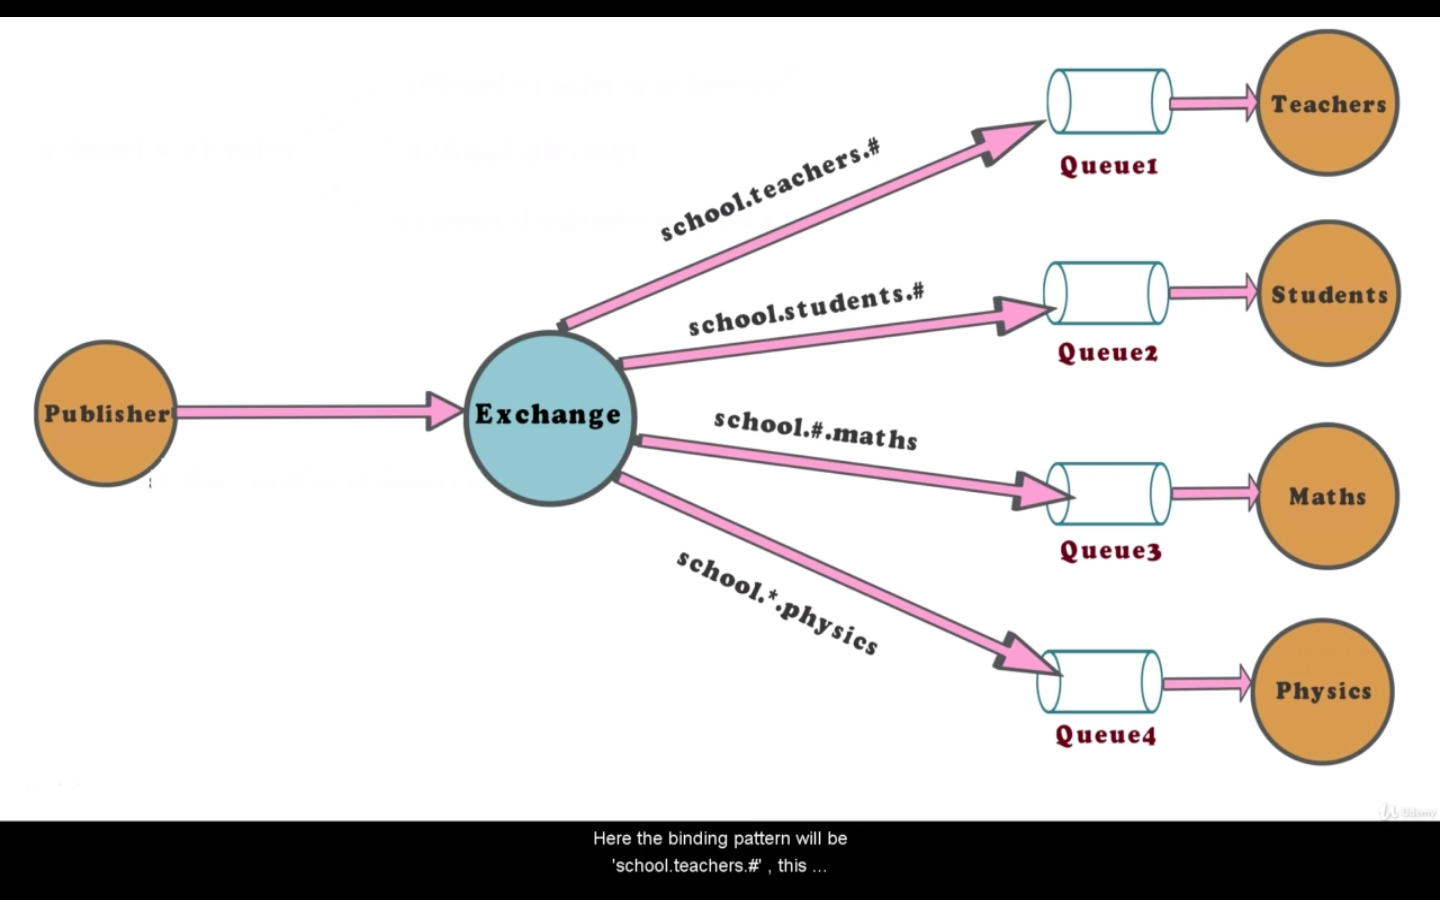 school.teachers.#
Teachers
Queue1
school.students.#
Students
Queue2
Publisher
Exchange
school.#.maths
Maths
Queue3
school.*.physics
Physics
Queue4
Udemy
Here the binding pattern will be
'school.teachers.#' , this ...